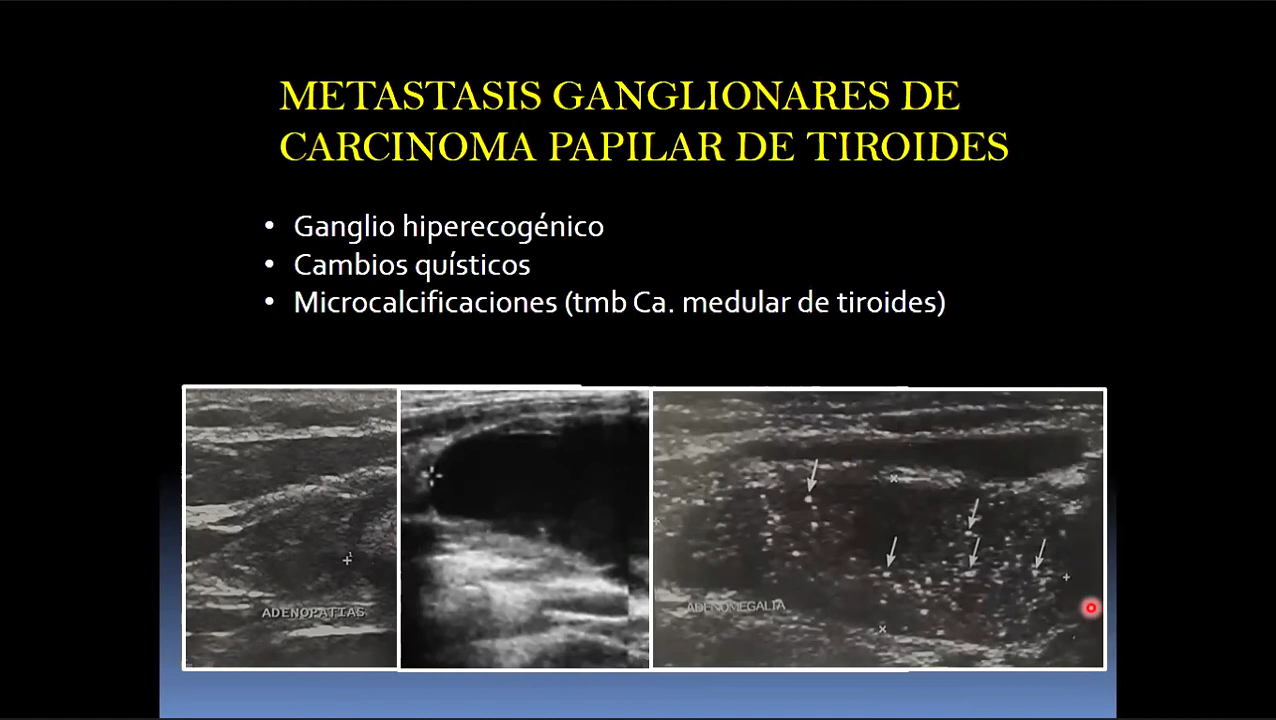 METASTASIS GANGLIONARES DE
CARCINOMA PAPILAR DE TIROIDES
• Ganglio hiperecogénico
• Cambios quísticos
• Microcalcificaciones (tmb Ca. medular de tiroides)
ADENOPATIAS
ADENOMEGALIA